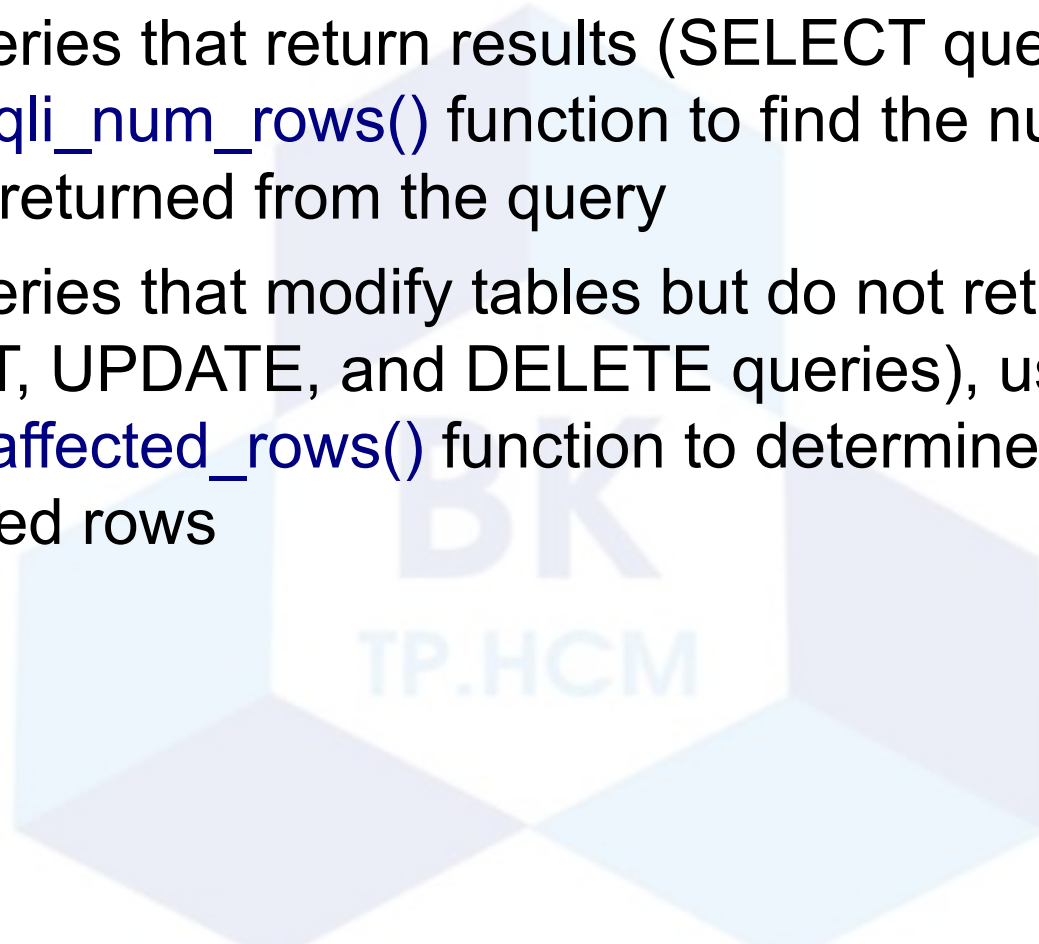 eries that return results (SELECT que
qli_num_rows() function to find the nu
returned from the query
eries that modify tables but do not ret
T, UPDATE, and DELETE queries), us
affected_rows() function to determine
ed rows
BK
TP.HCM